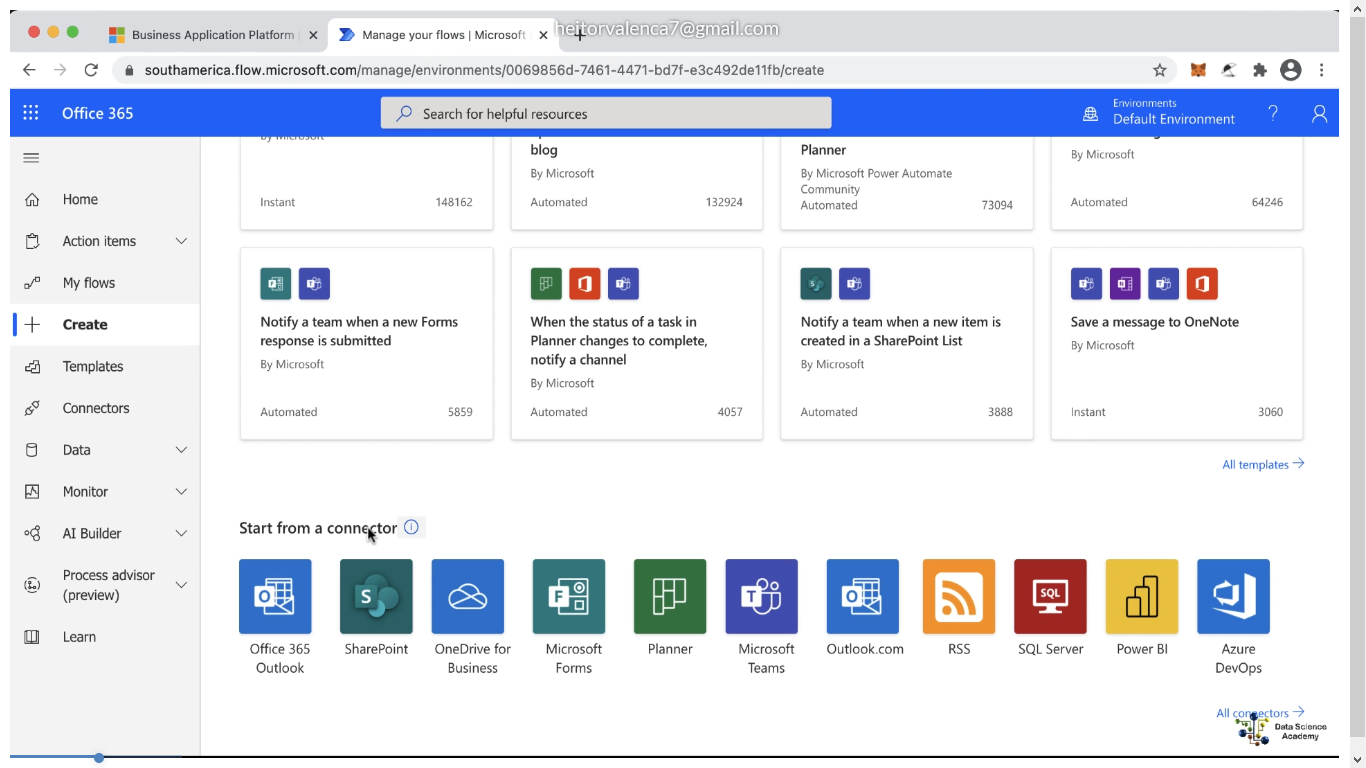 Business Application Platform
Manage your flows | Microsoft
heitorvalenca7@gmail.com
southamerica.flow.microsoft.com/manage/environments/0069856d-7461-4471-bd7f-e3c492de11fb/create
Office 365
Search for helpful resources
Environments
Default Environment
Home
Action items
My flows
Create
Templates
Connectors
Data
Monitor
AI Builder
Process advisor
(preview)
Learn
By Microsoft
Instant 148162
blog
By Microsoft
Automated 132924
Planner
By Microsoft Power Automate
Community
Automated 73094
By Microsoft
Automated 64246
Notify a team when a new Forms
response is submitted
By Microsoft
Automated 5859
When the status of a task in
Planner changes to complete,
notify a channel
By Microsoft
Automated 4057
Notify a team when a new item is
created in a SharePoint List
By Microsoft
Automated 3888
Save a message to OneNote
By Microsoft
Instant 3060
All templates
Start from a connector
SQL
Office 365
Outlook
SharePoint
OneDrive for
Business
Microsoft
Forms
Planner
Microsoft
Teams
Outlook.com
RSS
SQL Server
Power BI
Azure
DevOps
All connectors
Data Science
Academy